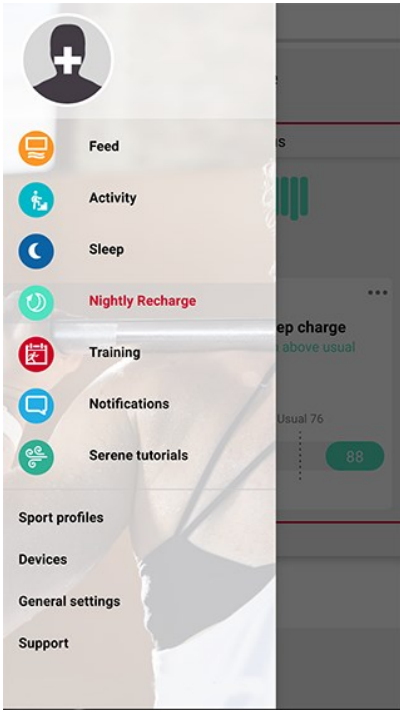 Feed
s
Activity
Sleep
Nightly Recharge
ep charge
above usual
Training
Notifications
Usual 76
Serene tutorials
88
Sport profiles
Devices
General settings
Support